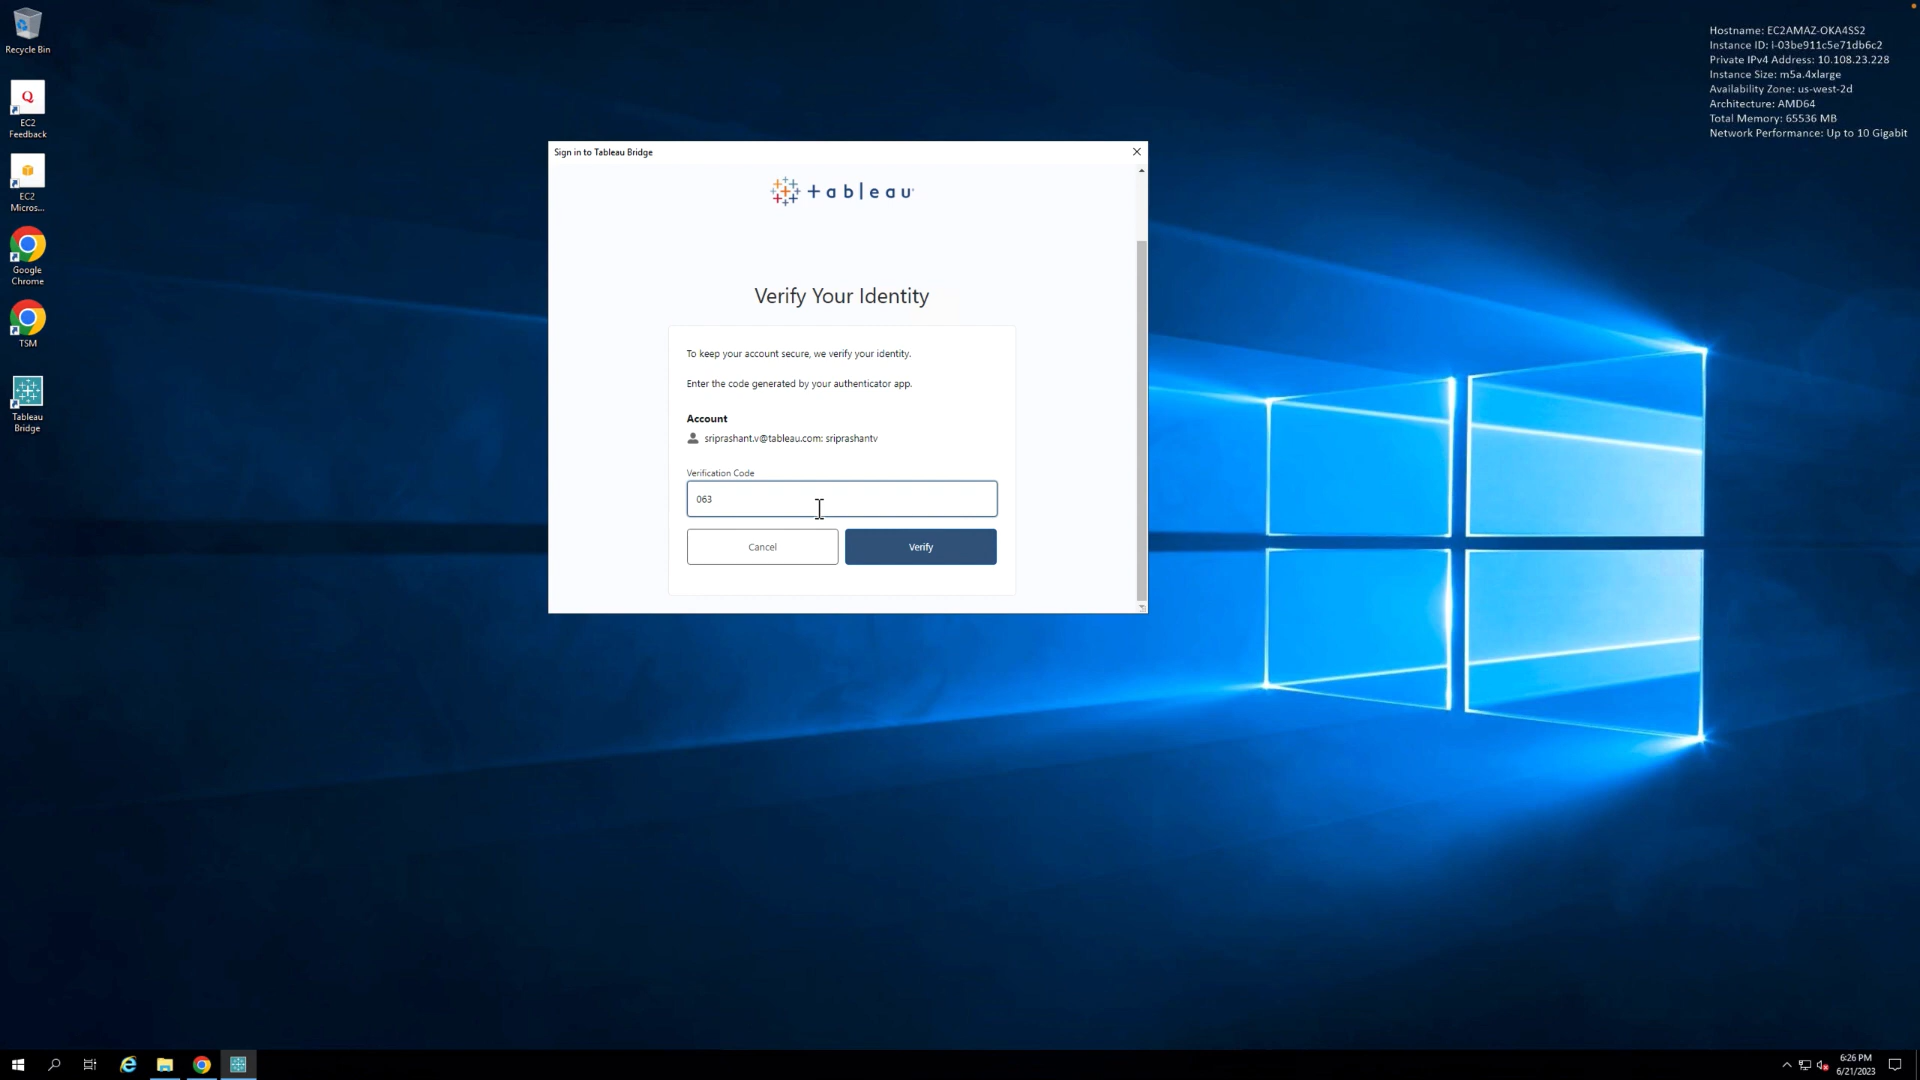 Recycle Bin
EC2
Feedback
EC2
Micros...
Google
Chrome
TSM
Tableau
Bridge
Hostname: EC2AMAZ-OKA4SS2
Instance ID: i-03be911c5e71db6c2
Private IPv4 Address: 10.108.23.228
Instance Size: m5a.4xlarge
Availability Zone: us-west-2d
Architecture: AMD64
Total Memory: 65536 MB
Network Performance: Up to 10 Gigabit
Sign in to Tableau Bridge
tableau
Verify Your Identity
To keep your account secure, we verify your identity.
Enter the code generated by your authenticator app.
Account
sriprashant.v@tableau.com: sriprashantv
Verification Code
063
Cancel
Verify
6:26 PM
6/21/2023